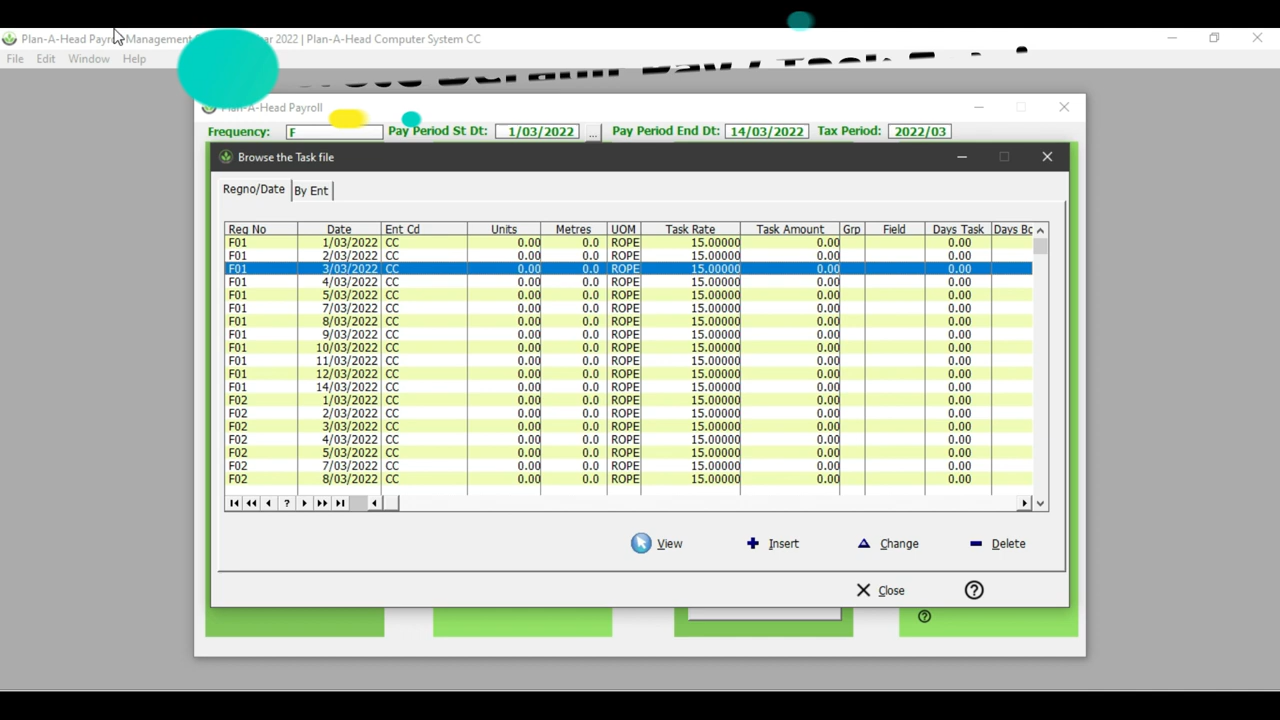 Plan-A-Head Payr Management ar 2022 | Plan-A-Head Computer System CC
File Edit Window Help
Plan-A-Head Payroll
Frequency: F Pay Period St Dt: 1/03/2022 ... Pay Period End Dt: 14/03/2022 Tax Period: 2022/03
Browse the Task file
Regno/Date By Ent
Reg No Date Ent Cd Units Metres UOM Task Rate Task Amount Grp Field Days Task Days Bo
F01 1/03/2022 CC 0.00 0.0 ROPE 15.00000 0.00 0.00
F01 2/03/2022 CC 0.00 0.0 ROPE 15.00000 0.00 0.00
F01 3/03/2022 CC 0.00 0.0 ROPE 15.00000 0.00 0.00
F01 4/03/2022 CC 0.00 0.0 ROPE 15.00000 0.00 0.00
F01 5/03/2022 CC 0.00 0.0 ROPE 15.00000 0.00 0.00
F01 7/03/2022 CC 0.00 0.0 ROPE 15.00000 0.00 0.00
F01 8/03/2022 CC 0.00 0.0 ROPE 15.00000 0.00 0.00
F01 9/03/2022 CC 0.00 0.0 ROPE 15.00000 0.00 0.00
F01 10/03/2022 CC 0.00 0.0 ROPE 15.00000 0.00 0.00
F01 11/03/2022 CC 0.00 0.0 ROPE 15.00000 0.00 0.00
F01 12/03/2022 CC 0.00 0.0 ROPE 15.00000 0.00 0.00
F01 14/03/2022 CC 0.00 0.0 ROPE 15.00000 0.00 0.00
F02 1/03/2022 CC 0.00 0.0 ROPE 15.00000 0.00 0.00
F02 2/03/2022 CC 0.00 0.0 ROPE 15.00000 0.00 0.00
F02 3/03/2022 CC 0.00 0.0 ROPE 15.00000 0.00 0.00
F02 4/03/2022 CC 0.00 0.0 ROPE 15.00000 0.00 0.00
F02 5/03/2022 CC 0.00 0.0 ROPE 15.00000 0.00 0.00
F02 7/03/2022 CC 0.00 0.0 ROPE 15.00000 0.00 0.00
F02 8/03/2022 CC 0.00 0.0 ROPE 15.00000 0.00 0.00
View Insert Change Delete
Close